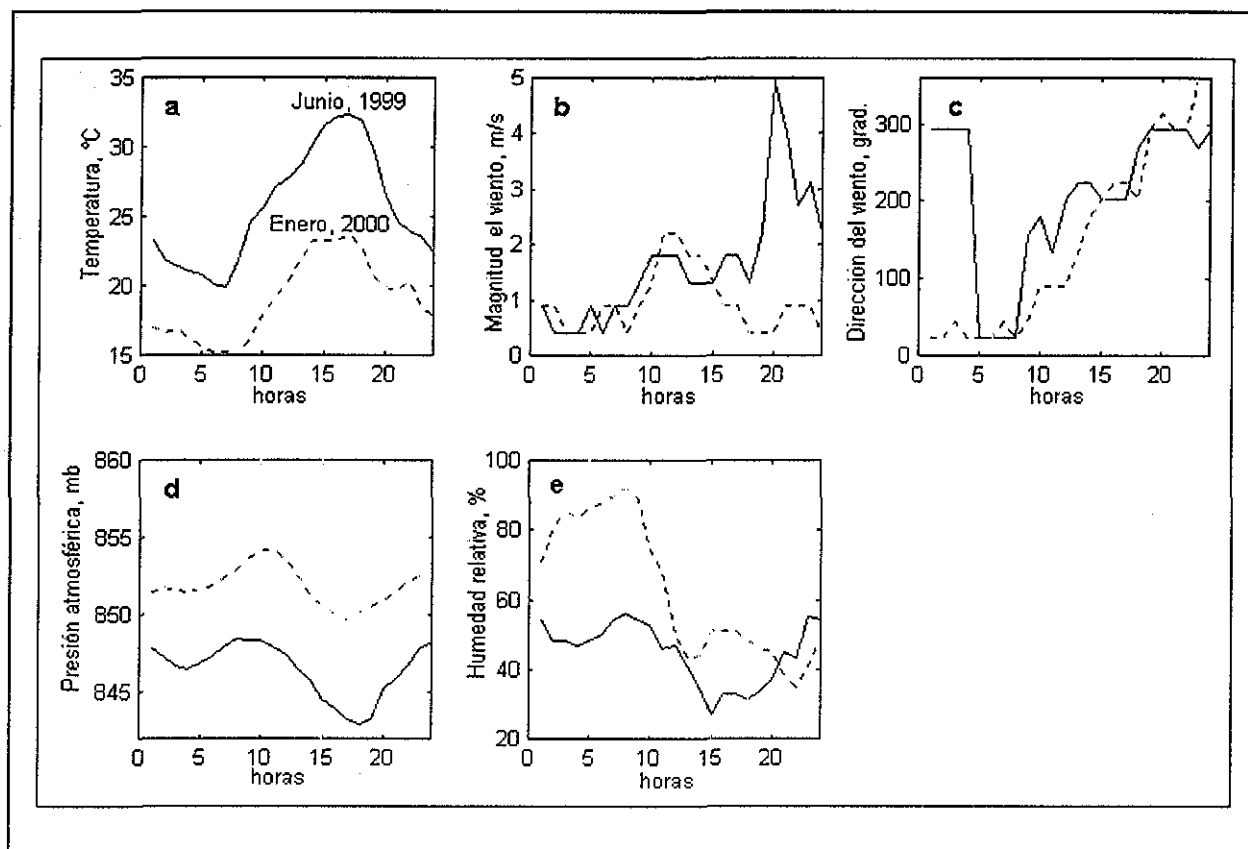 a
Junio, 1999
Enero, 2000
Temperatura, ºC
35
30
25
20
15
0 5 10 15 20
horas
b
Magnitud el viento, m/s
5
4
3
2
1
0
0 5 10 15 20
horas
c
Dirección del viento, grad.
300
200
100
0
0 5 10 15 20
horas
d
Presión atmosférica, mb
860
855
850
845
0 5 10 15 20
horas
e
Humedad relativa, %
100
80
60
40
20
0 5 10 15 20
horas